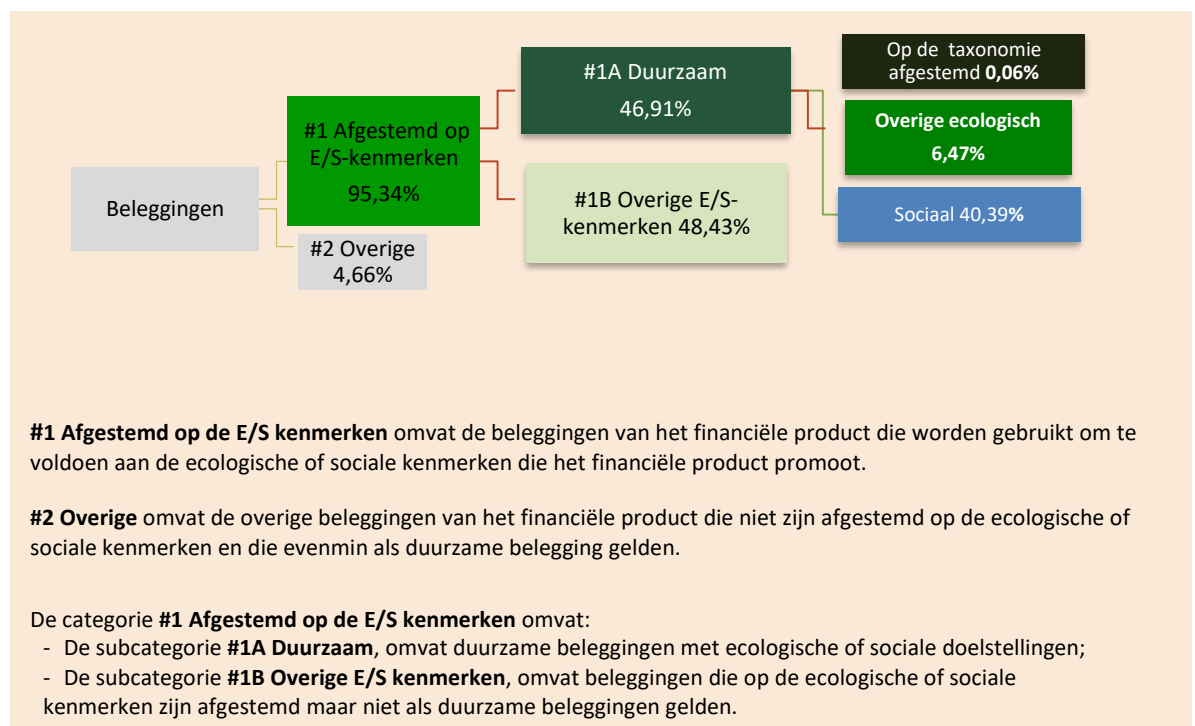 Beleggingen
#1 Afgestemd op
E/S-kenmerken
95,34%
#2 Overige
4,66%
#1A Duurzaam
46,91%
#1B Overige E/S-
kenmerken 48,43%
Op de taxonomie
afgestemd 0,06%
Overige ecologisch
6,47%
Sociaal 40,39%
#1 Afgestemd op de E/S kenmerken omvat de beleggingen van het financiële product die worden gebruikt om te
voldoen aan de ecologische of sociale kenmerken die het financiële product promoot.
#2 Overige omvat de overige beleggingen van het financiële product die niet zijn afgestemd op de ecologische of
sociale kenmerken en die evenmin als duurzame belegging gelden.
De categorie #1 Afgestemd op de E/S kenmerken omvat:
- De subcategorie #1A Duurzaam, omvat duurzame beleggingen met ecologische of sociale doelstellingen;
- De subcategorie #1B Overige E/S kenmerken, omvat beleggingen die op de ecologische of sociale
kenmerken zijn afgestemd maar niet als duurzame beleggingen gelden.